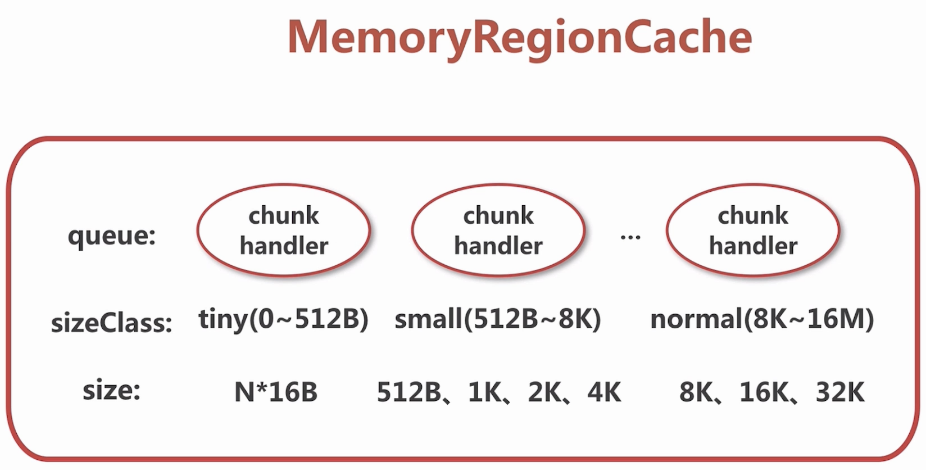 MemoryRegionCache
queue:
chunk
handler
chunk
handler
...
chunk
handler
sizeClass:
tiny(0~512B)
small(512B~8K)
normal(8K~16M)
size:
N*16B
512B、1K、2K、4K
8K、16K、32K